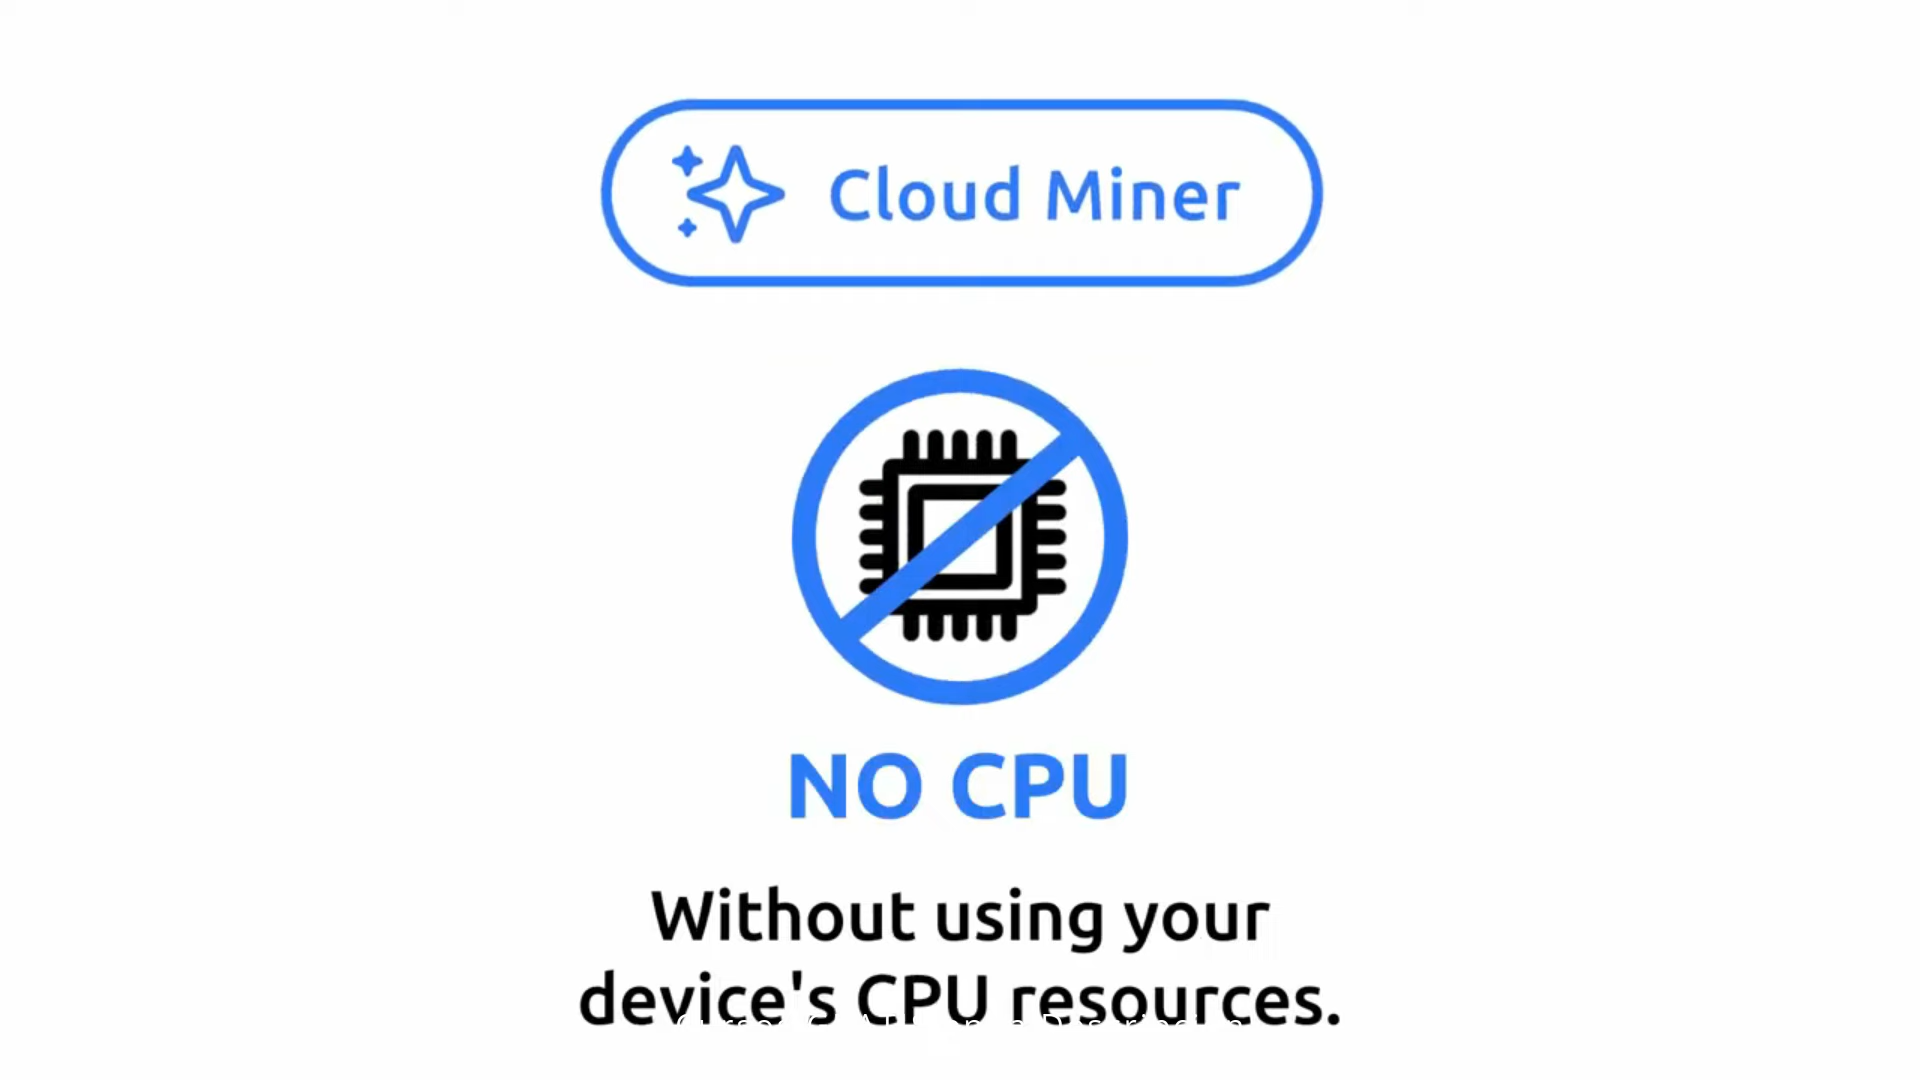 Cloud Miner
NO CPU
Without using your
device's CPU resources.